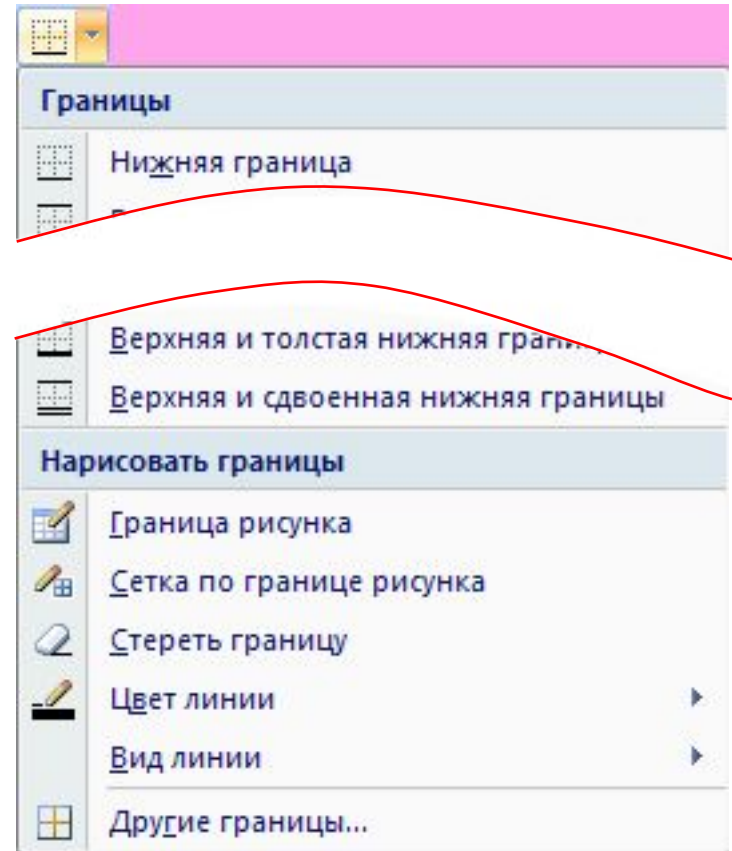 Границы
Нижняя граница
Верхняя и толстая нижняя
Верхняя и сдвоенная нижняя границы
Нарисовать границы
Граница рисунка
Сетка по границе рисунка
Стереть границу
Цвет линии
Вид линии
Другие границы...